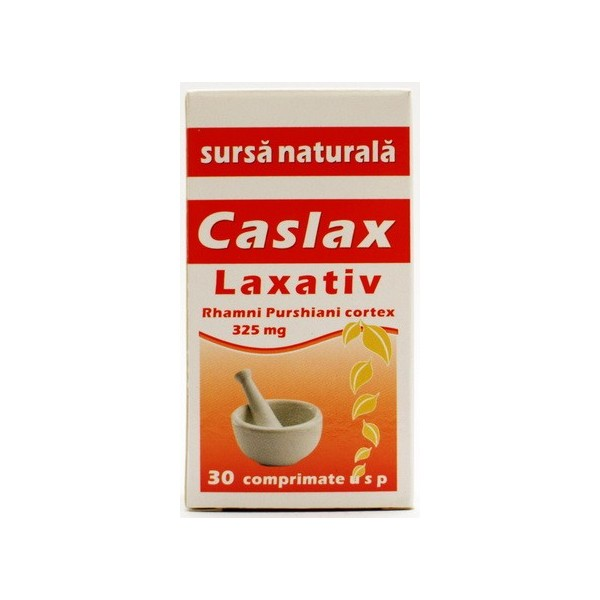 sursă naturală
Caslax
Laxativ
Rhamni Purshiani cortex
325 mg
30 comprimate u s p